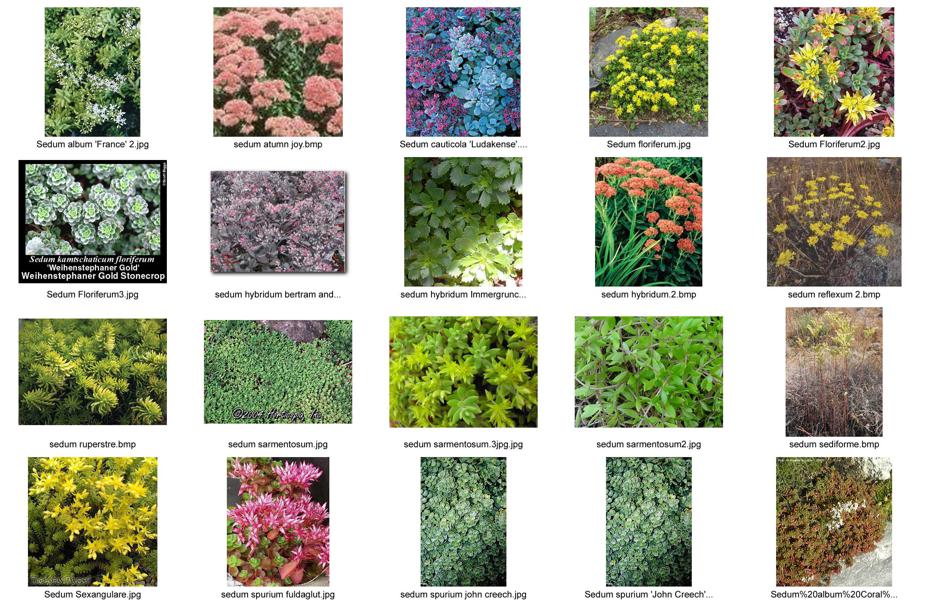 Sedum album 'France' 2.jpg
sedum atumn joy.bmp
Sedum cauticola 'Ludakense'....
Sedum floriferum.jpg
Sedum Floriferum2.jpg
Sedum kamtschaticum floriferum
'Weihenstephaner Gold'
Weihenstephaner Gold Stonecrop
Sedum Floriferum3.jpg
sedum hybridum bertram and...
sedum hybridum Immergrunc...
sedum hybridum.2.bmp
sedum reflexum 2.bmp
sedum ruperstre.bmp
sedum sarmentosum.jpg
sedum sarmentosum.3jpg.jpg
sedum sarmentosum2.jpg
sedum sediforme.bmp
Sedum Sexangulare.jpg
sedum spurium fuldaglut.jpg
sedum spurium john creech.jpg
Sedum spurium 'John Creech'...
Sedum%20album%20Coral%...